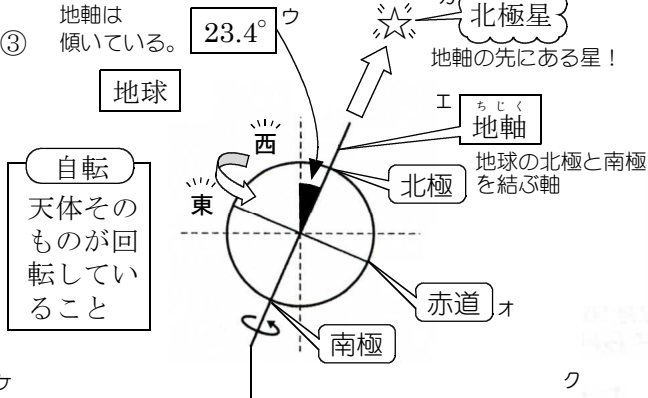 地軸は
③ 傾いている。
23.4° ウ
北極星
地軸の先にある星！
地球
エ
ちじく
地軸
地球の北極と南極
を結ぶ軸
西
東
自転
天体その
ものが回
転してい
ること
北極
赤道 オ
南極
ケ
ク